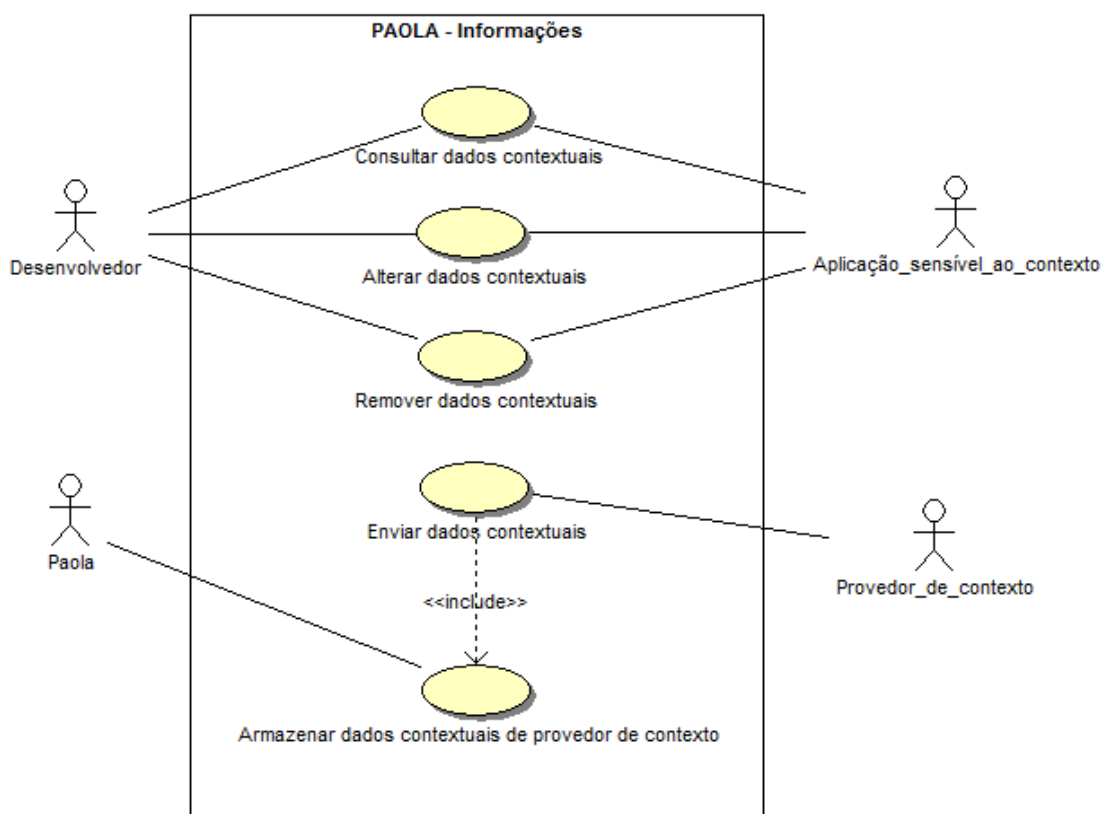 PAOLA - Informações
Consultar dados contextuais
Desenvolvedor
Alterar dados contextuais
Aplicação_sensível_ao_contexto
Remover dados contextuais
Enviar dados contextuais
Paola
Provedor_de_contexto
<<include>>
Armazenar dados contextuais de provedor de contexto